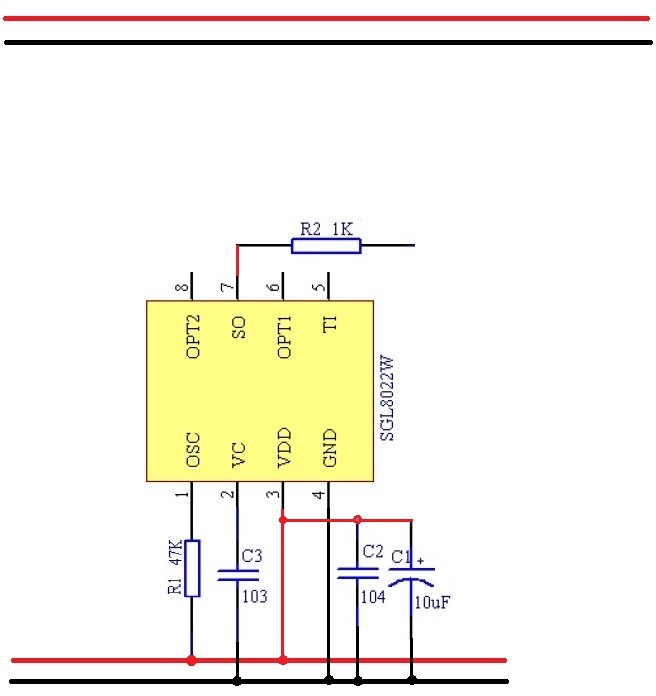 R2 1K
8
7
6
5
OPT2
SO
OPT1
TI
SGL8022W
OSC
VC
VDD
GND
1
2
3
4
R1 47K
C3
103
C2
104
C1
+
10uF